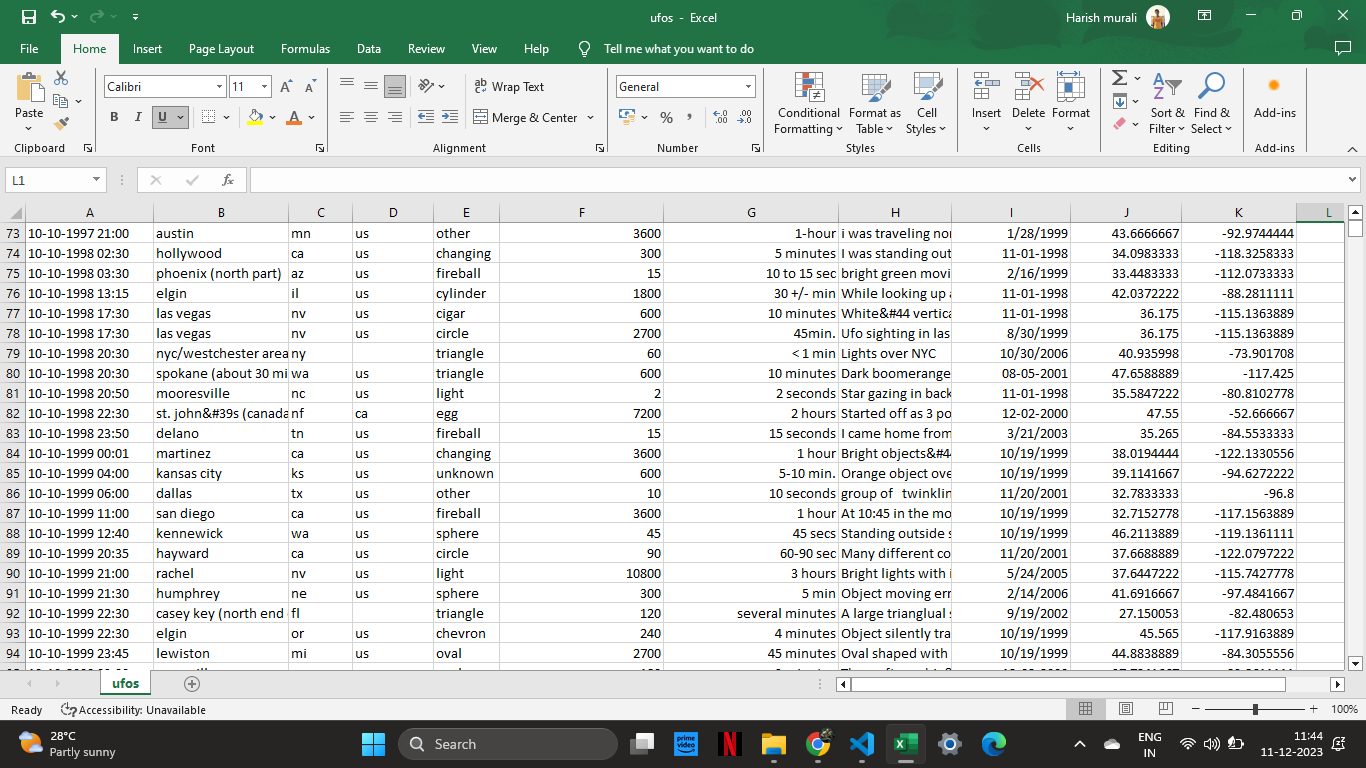 ufos - Excel
Harish murali
File Home Insert Page Layout Formulas Data Review View Help Tell me what you want to do
Paste
Calibri 11
B I U
ab Wrap Text
Merge & Center
General
% ,
Conditional Formatting
Format as Table
Cell Styles
Insert Delete Format
Sort & Filter
Find & Select
Add-ins
Clipboard Font Alignment Number Styles Cells Editing Add-ins
L1 fx
A B C D E F G H I J K L
73 10-10-1997 21:00 austin mn us other 3600 1-hour i was traveling nor 1/28/1999 43.6666667 -92.9744444
74 10-10-1998 02:30 hollywood ca us changing 300 5 minutes I was standing out 11-01-1998 34.0983333 -118.3258333
75 10-10-1998 03:30 phoenix (north part) az us fireball 15 10 to 15 sec bright green movi 2/16/1999 33.4483333 -112.0733333
76 10-10-1998 13:15 elgin il us cylinder 1800 30 +/- min While looking up 11-01-1998 42.0372222 -88.2811111
77 10-10-1998 17:30 las vegas nv us cigar 600 10 minutes White&#44 vertica 11-01-1998 36.175 -115.1363889
78 10-10-1998 17:30 las vegas nv us circle 2700 45min. Ufo sighting in las 8/30/1999 36.175 -115.1363889
79 10-10-1998 20:30 nyc/westchester area ny triangle 60 < 1 min Lights over NYC 10/30/2006 40.935998 -73.901708
80 10-10-1998 20:30 spokane (about 30 mi wa us triangle 600 10 minutes Dark boomerange 08-05-2001 47.6588889 -117.425
81 10-10-1998 20:50 mooresville nc us light 2 2 seconds Star gazing in back 11-01-1998 35.5847222 -80.8102778
82 10-10-1998 22:30 st. john&#39s (canada nf ca egg 7200 2 hours Started off as 3 po 12-02-2000 47.55 -52.666667
83 10-10-1998 23:50 delano tn us fireball 15 15 seconds I came home from 3/21/2003 35.265 -84.5533333
84 10-10-1999 00:01 martinez ca us changing 3600 1 hour Bright objects&#4 10/19/1999 38.0194444 -122.1330556
85 10-10-1999 04:00 kansas city ks us unknown 600 5-10 min. Orange object ove 10/19/1999 39.1141667 -94.6272222
86 10-10-1999 06:00 dallas tx us other 10 10 seconds group of twinklin 11/20/2001 32.7833333 -96.8
87 10-10-1999 11:00 san diego ca us fireball 3600 1 hour At 10:45 in the mo 10/19/1999 32.7152778 -117.1563889
88 10-10-1999 12:40 kennewick wa us sphere 45 45 secs Standing outside s 10/19/1999 46.2113889 -119.1361111
89 10-10-1999 20:35 hayward ca us circle 90 60-90 sec Many different co 11/20/2001 37.6688889 -122.0797222
90 10-10-1999 21:00 rachel nv us light 10800 3 hours Bright lights with i 5/24/2005 37.6447222 -115.7427778
91 10-10-1999 21:30 humphrey ne us sphere 300 5 min Object moving err 2/14/2006 41.6916667 -97.4841667
92 10-10-1999 22:30 casey key (north end fl triangle 120 several minutes A large trianglual s 9/19/2002 27.150053 -82.480653
93 10-10-1999 22:30 elgin or us chevron 240 4 minutes Object silently tra 10/19/1999 45.565 -117.9163889
94 10-10-1999 23:45 lewiston mi us oval 2700 45 minutes Oval shaped with 10/19/1999 44.8838889 -84.3055556
ufos
Ready Accessibility: Unavailable 100%
28°C
Partly sunny
Search
prime video
N
ENG
IN
11:44
11-12-2023